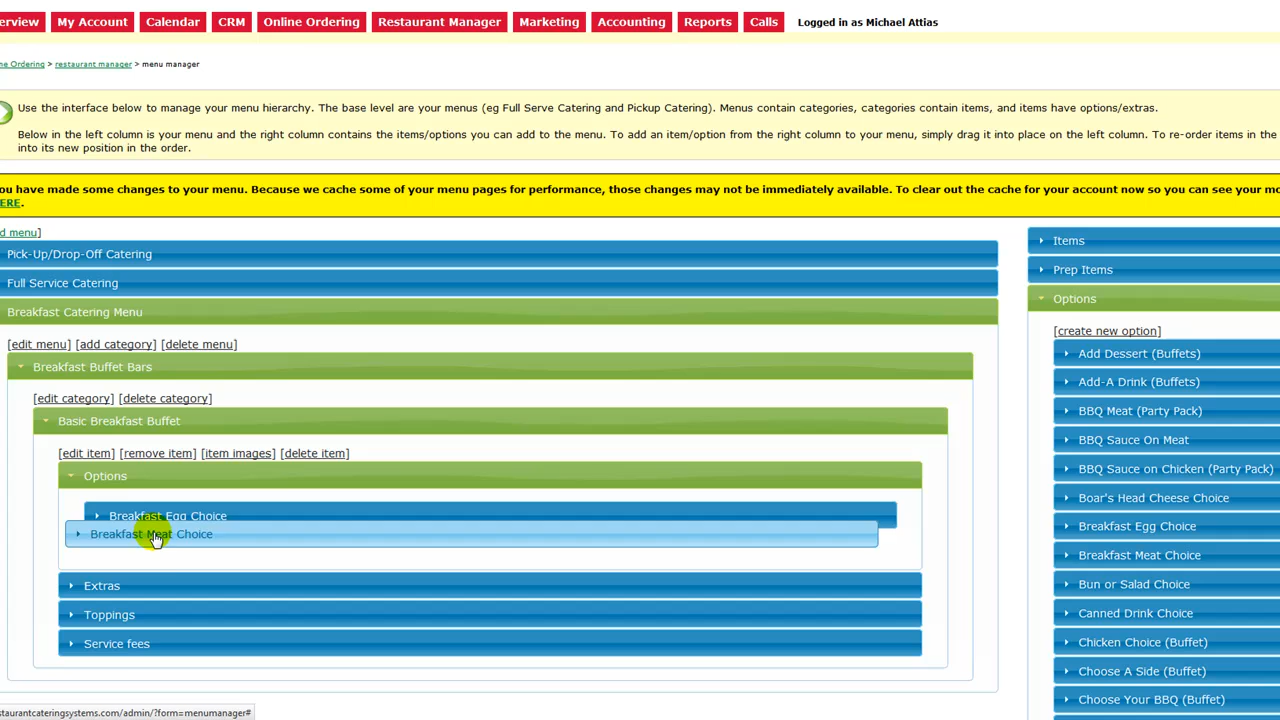 erview My Account Calendar CRM Online Ordering Restaurant Manager Marketing Accounting Reports Calls Logged in as Michael Attias
ne Ordering > restaurant manager > menu manager
Use the interface below to manage your menu hierarchy. The base level are your menus (eg Full Serve Catering and Pickup Catering). Menus contain categories, categories contain items, and items have options/extras.
Below in the left column is your menu and the right column contains the items/options you can add to the menu. To add an item/option from the right column to your menu, simply drag it into place on the left column. To re-order items in the
into its new position in the order.
ou have made some changes to your menu. Because we cache some of your menu pages for performance, those changes may not be immediately available. To clear out the cache for your account now so you can see your mo
ERE.
d menu]
Pick-Up/Drop-Off Catering
Full Service Catering
Breakfast Catering Menu
[edit menu] [add category] [delete menu]
Breakfast Buffet Bars
[edit category] [delete category]
Basic Breakfast Buffet
[edit item] [remove item] [item images] [delete item]
Options
Breakfast Egg Choice
Breakfast Meat Choice
Extras
Toppings
Service fees
Items
Prep Items
Options
[create new option]
Add Dessert (Buffets)
Add-A Drink (Buffets)
BBQ Meat (Party Pack)
BBQ Sauce On Meat
BBQ Sauce on Chicken (Party Pack)
Boar's Head Cheese Choice
Breakfast Egg Choice
Breakfast Meat Choice
Bun or Salad Choice
Canned Drink Choice
Chicken Choice (Buffet)
Choose A Side (Buffet)
Choose Your BBQ (Buffet)
staurantcateringsystems.com/admin/?form=menumanager#